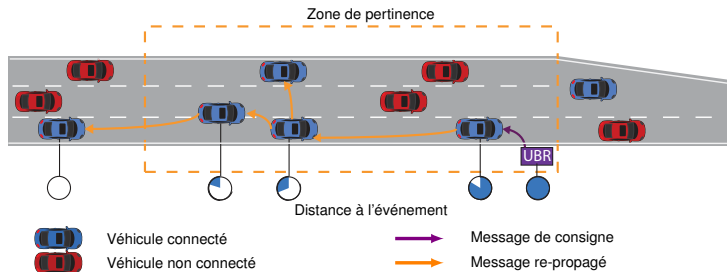 Zone de pertinence
UBR
Distance à l'événement
Véhicule connecté
Message de consigne
Véhicule non connecté
Message re-propagé